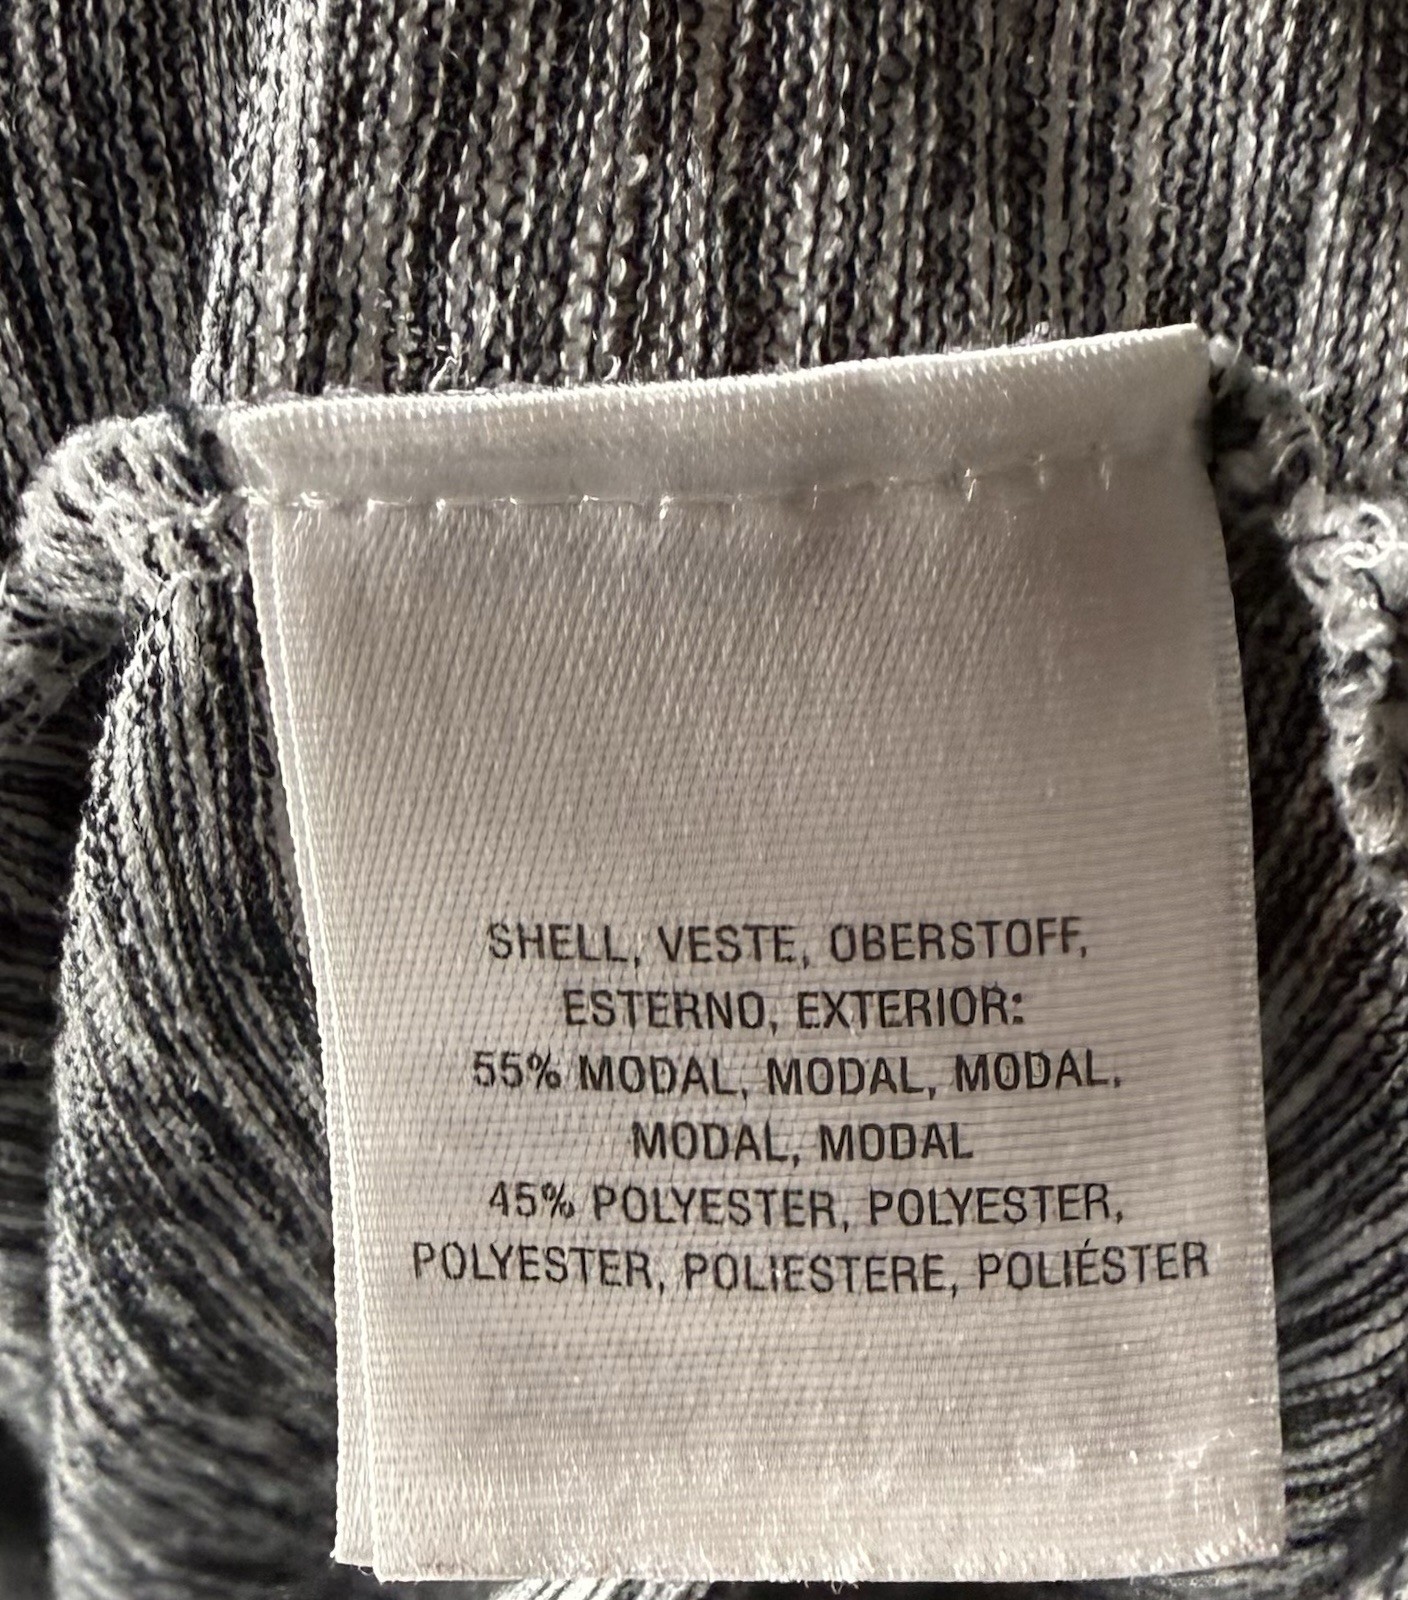 SHELL, VESTE, OBERSTOFF,
ESTERNO, EXTERIOR:
55% MODAL, MODAL, MODAL,
MODAL, MODAL
45% POLYESTER, POLYESTER,
POLYESTER, POLIESTERE, POLIÉSTER